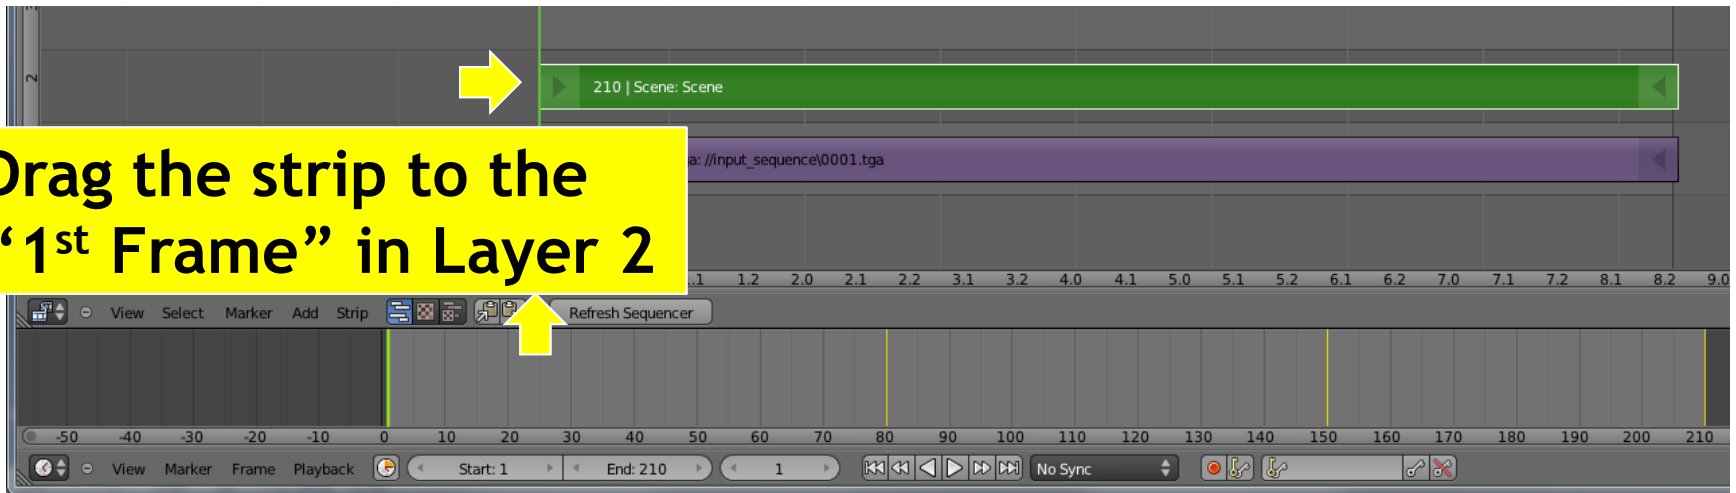 2
210 | Scene: Scene
a: //input_sequence\0001.tga
Drag the strip to the
“1st Frame” in Layer 2
.1 1.2 2.0 2.1 2.2 3.1 3.2 4.0 4.1 5.0 5.1 5.2 6.1 6.2 7.0 7.1 7.2 8.1 8.2 9.0
View Select Marker Add Strip Refresh Sequencer
-50 -40 -30 -20 -10 0 10 20 30 40 50 60 70 80 90 100 110 120 130 140 150 160 170 180 190 200 210
View Marker Frame Playback Start: 1 End: 210 1 No Sync